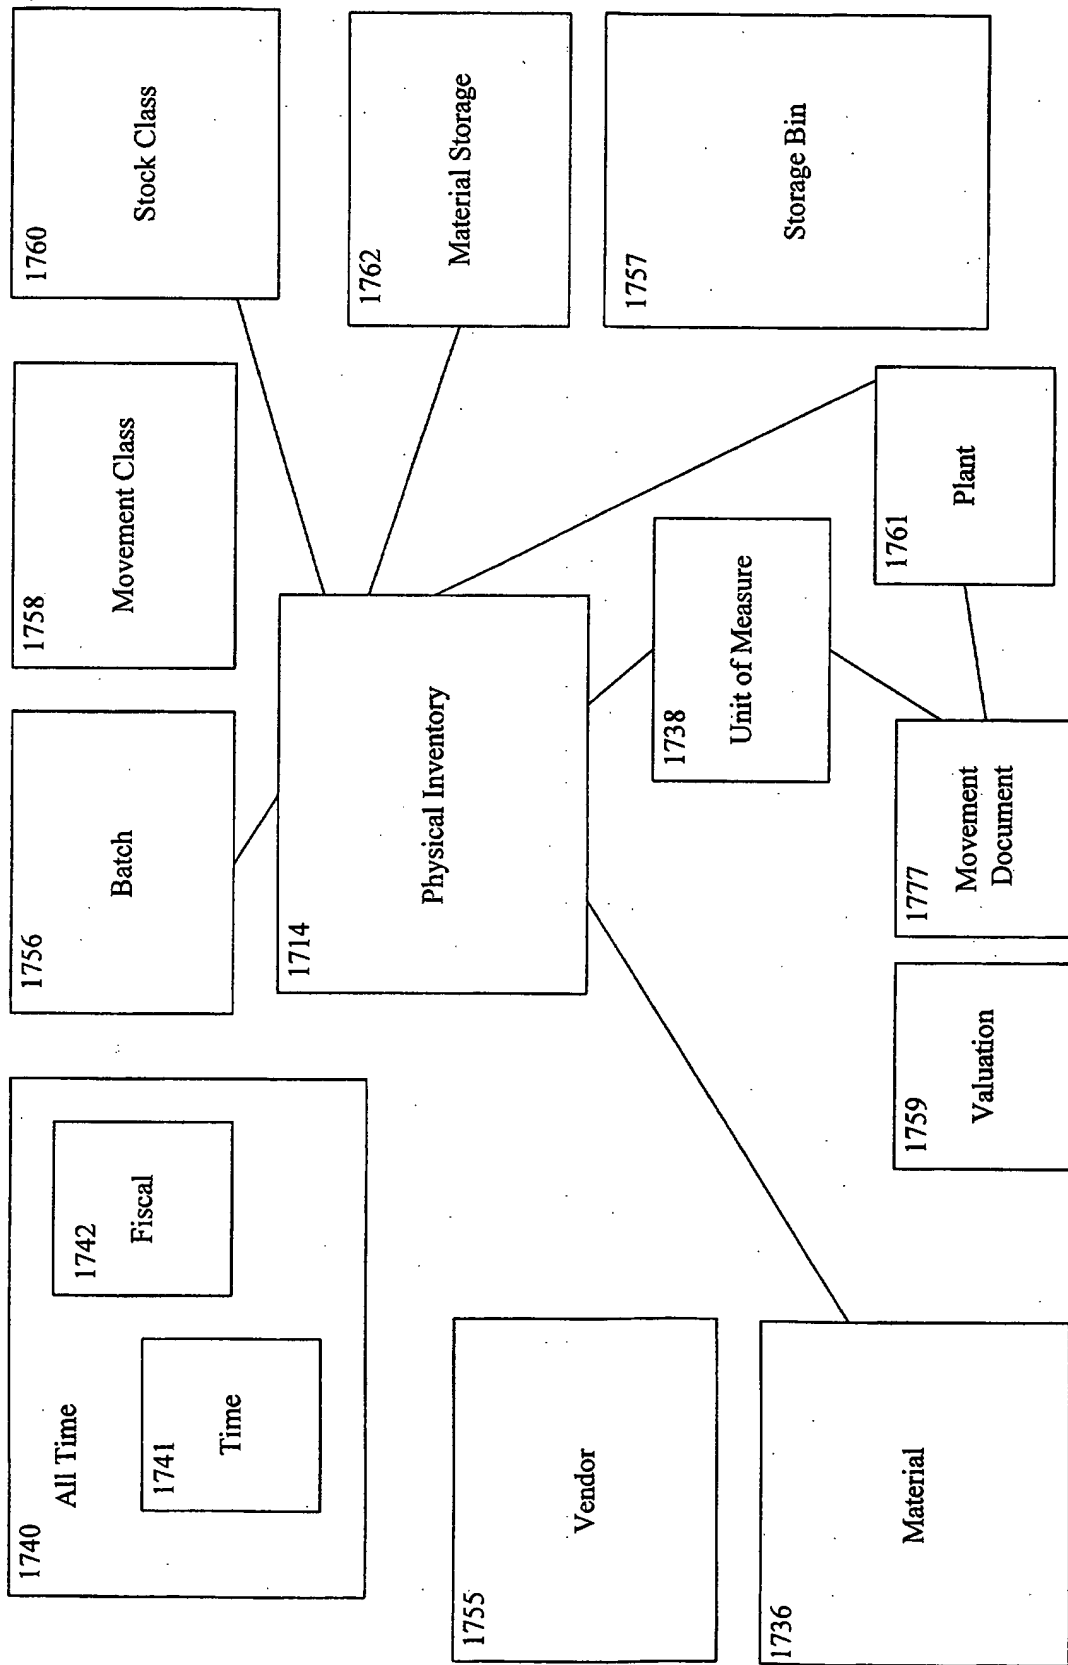 1740
All Time
1741
Time
1742
Fiscal
1756
Batch
1758
Movement Class
1760
Stock Class
1714
Physical Inventory
1762
Material Storage
1755
Vendor
1738
Unit of Measure
1757
Storage Bin
1736
Material
1759
Valuation
1777
Movement
Document
1761
Plant